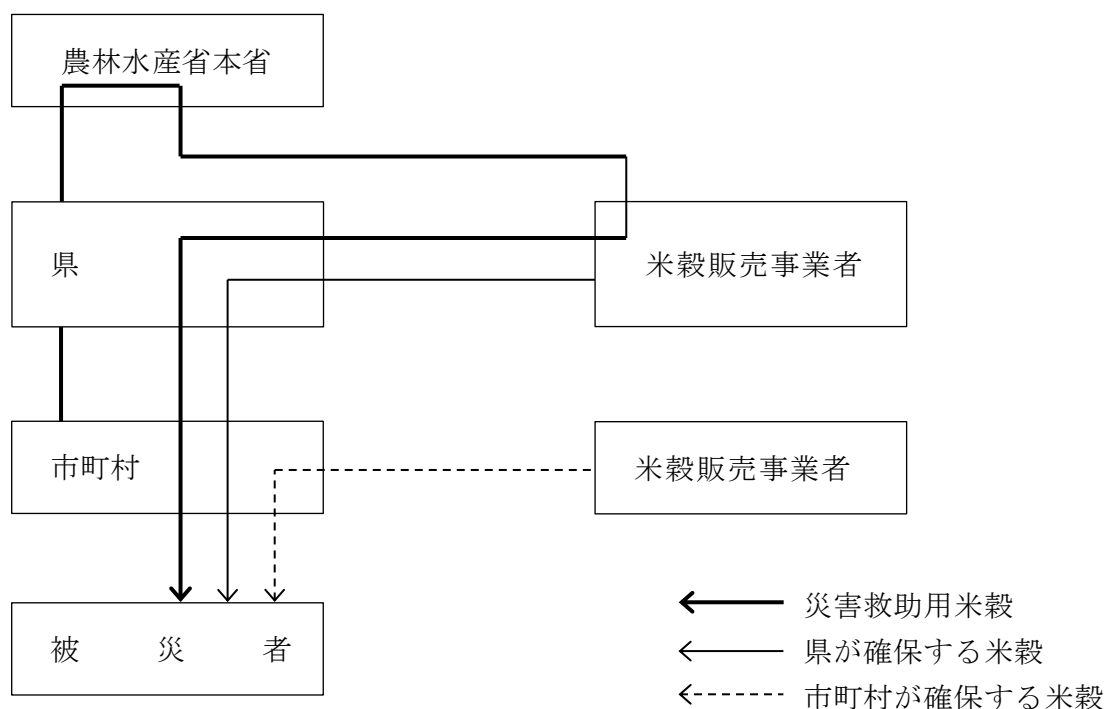 農林水産省本省
県
米穀販売事業者
市町村
米穀販売事業者
被 災 者
災害救助用米穀
県が確保する米穀
市町村が確保する米穀